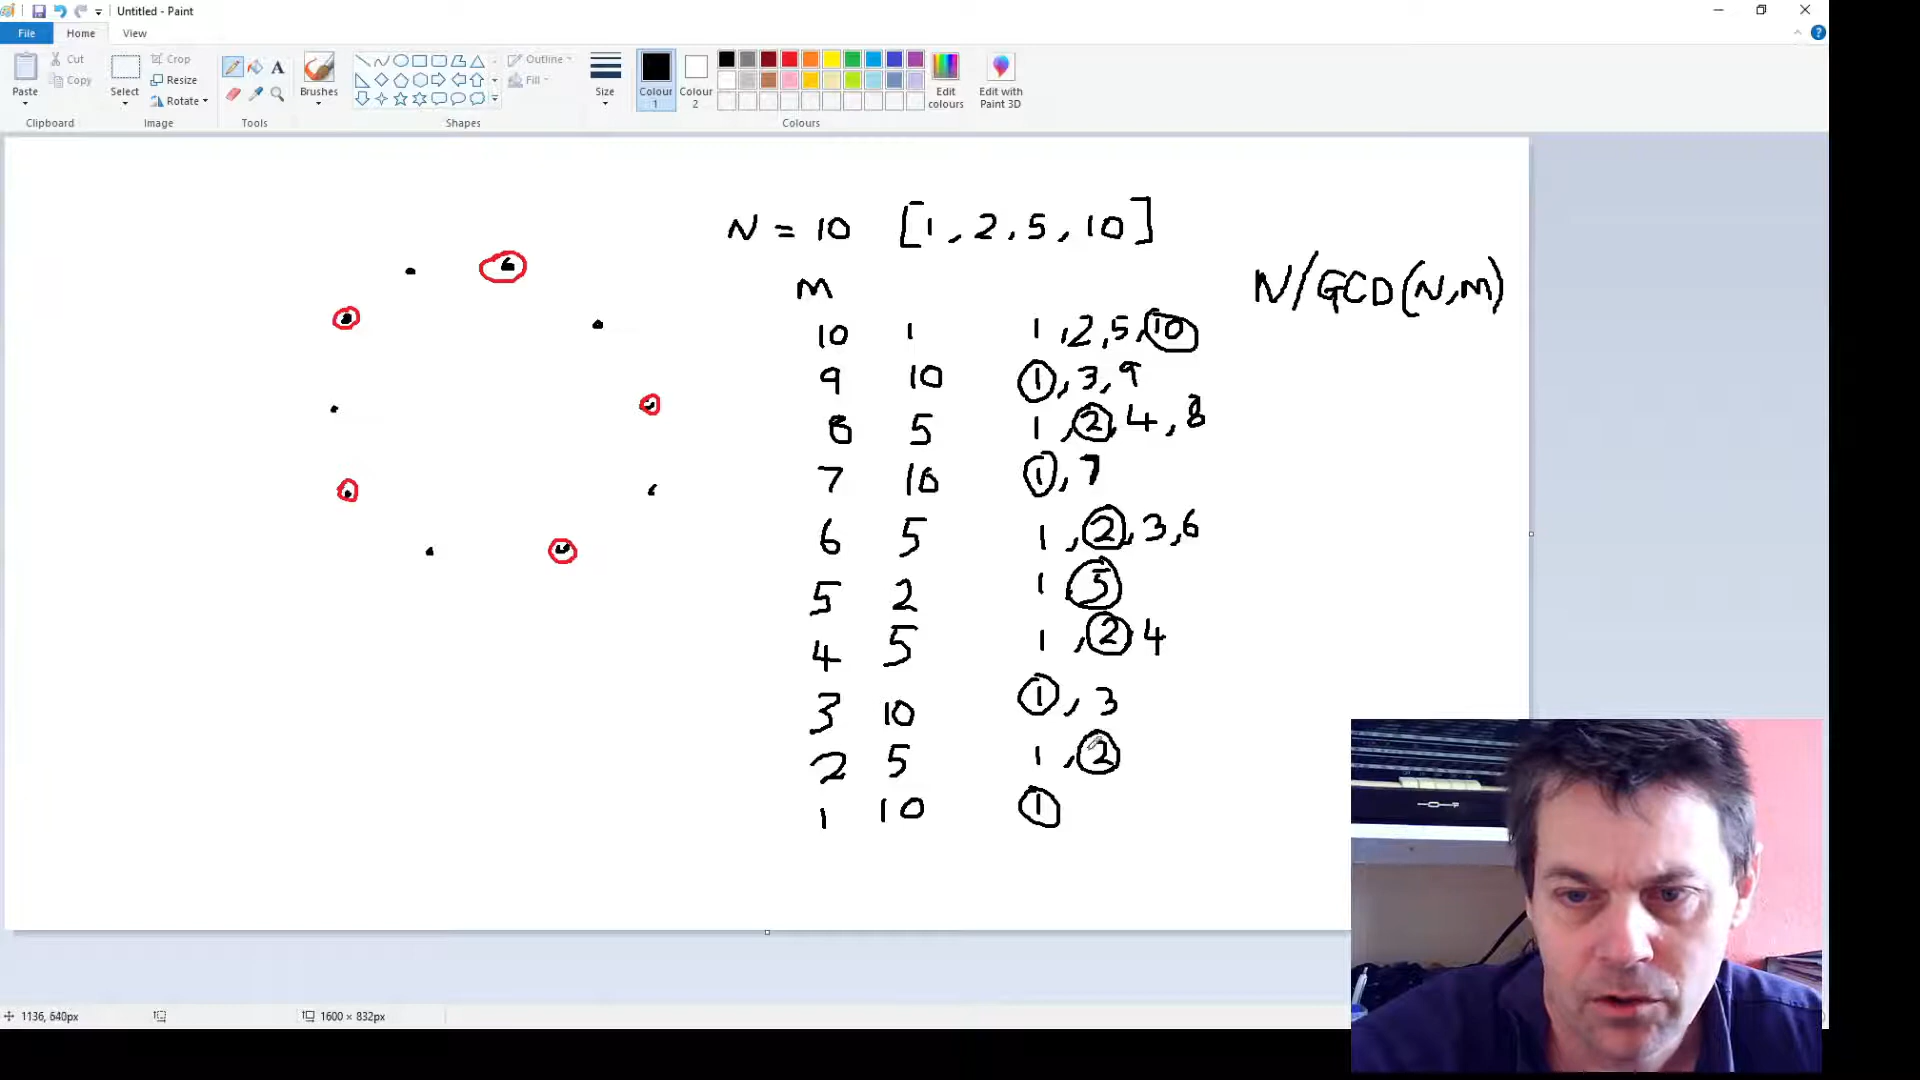 Untitled - Paint
File Home View
Paste
Cut
Copy
Clipboard
Select
Crop
Resize
Rotate
Image
A
Tools
Brushes
Outline
Fill
Shapes
Size
Colour 1
Colour 2
Edit colours
Edit with Paint 3D
Colours
N = 10 [1, 2, 5, 10]
N/GCD(N,M)
M
10 1 1, 2, 5, 10
9 10 1, 3, 9
8 5 1, 2, 4, 8
7 10 1, 7
6 5 1, 2, 3, 6
5 2 1 5
4 5 1, 2 4
3 10 1, 3
2 5 1, 2
1 10 1
1136, 640px
1600 × 832px